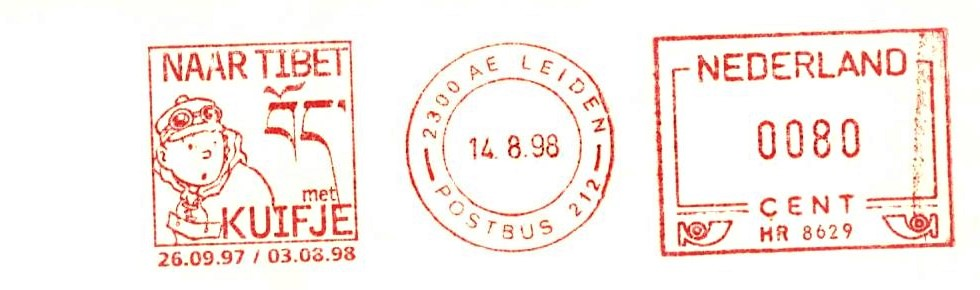 NAAR TIBET
met
KUIFJE
26.09.97 / 03.08.98
2300 AE LEIDEN
14.8.98
POSTBUS 212
NEDERLAND
0080
CENT
HR 8629